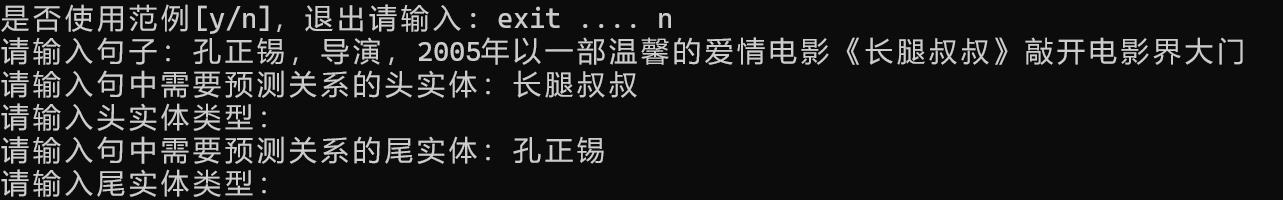 是否使用范例[y/n], 退出请输入: exit .... n
请输入句子: 孔正锡, 导演, 2005年以一部温馨的爱情电影《长腿叔叔》敲开电影界大门
请输入句中需要预测关系的头实体: 长腿叔叔
请输入头实体类型:
请输入句中需要预测关系的尾实体: 孔正锡
请输入尾实体类型: